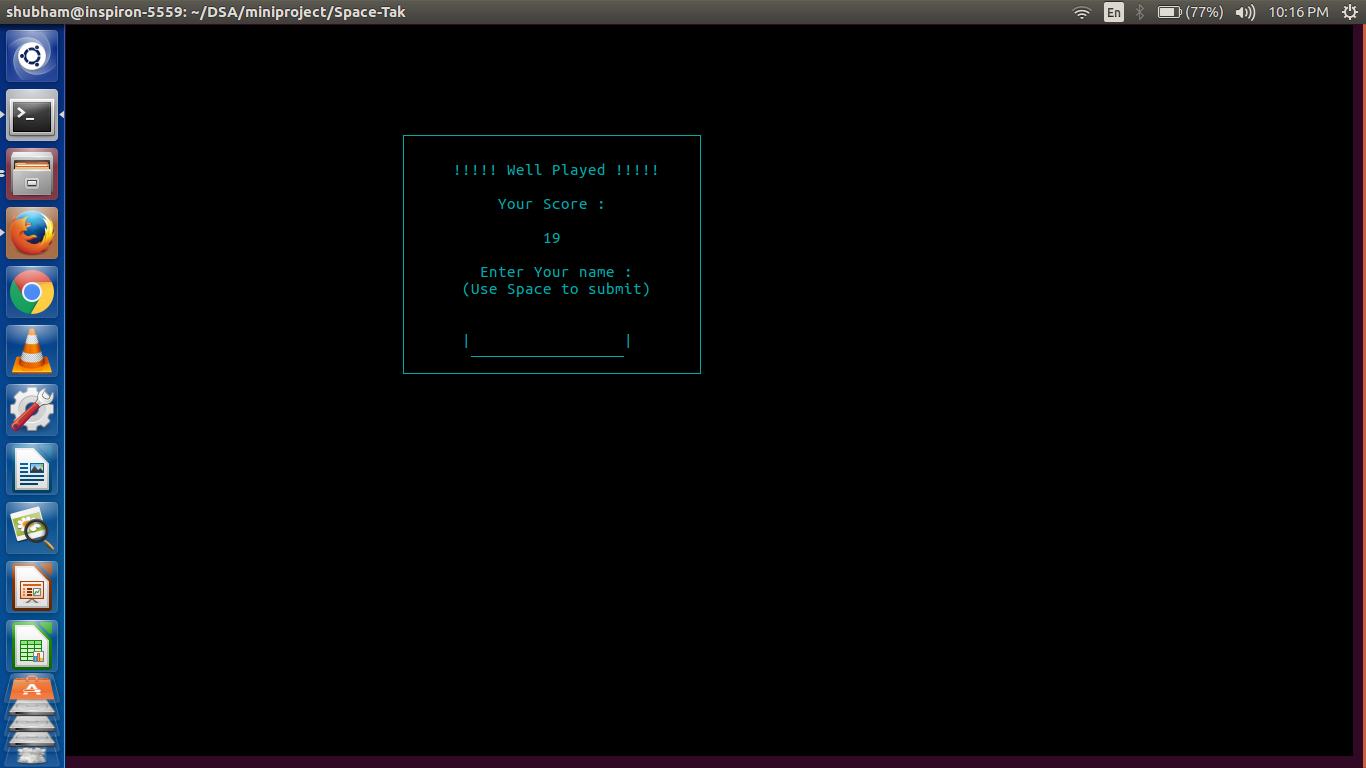 shubham@inspiron-5559: ~/DSA/miniproject/Space-Tak
En
(77%)
10:16 PM
!!!!! Well Played !!!!!
Your Score :
19
Enter Your name :
(Use Space to submit)
|                 |